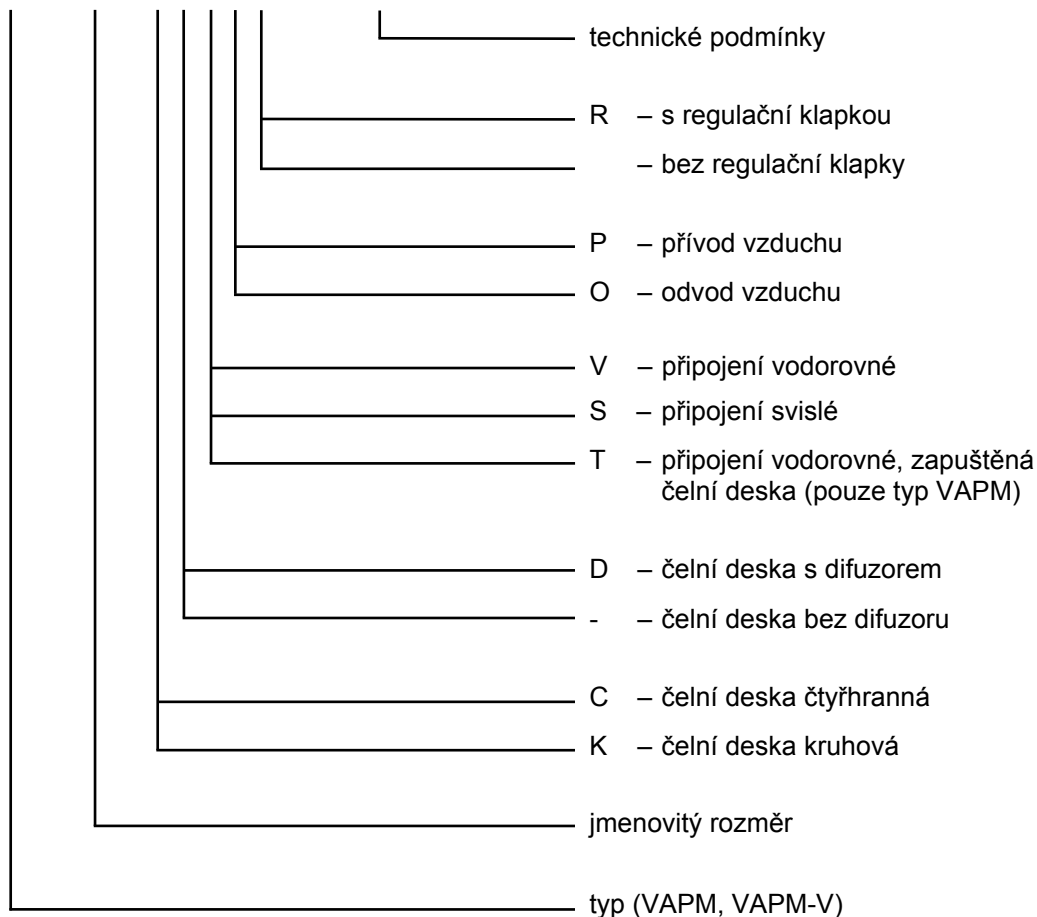 technické podmínky
R – s regulační klapkou
– bez regulační klapky
P – přívod vzduchu
O – odvod vzduchu
V – připojení vodorovné
S – připojení svislé
T – připojení vodorovné, zapuštěná
čelní deska (pouze typ VAPM)
D – čelní deska s difuzorem
- – čelní deska bez difuzoru
C – čelní deska čtyřhranná
K – čelní deska kruhová
jmenovitý rozměr
typ (VAPM, VAPM-V)